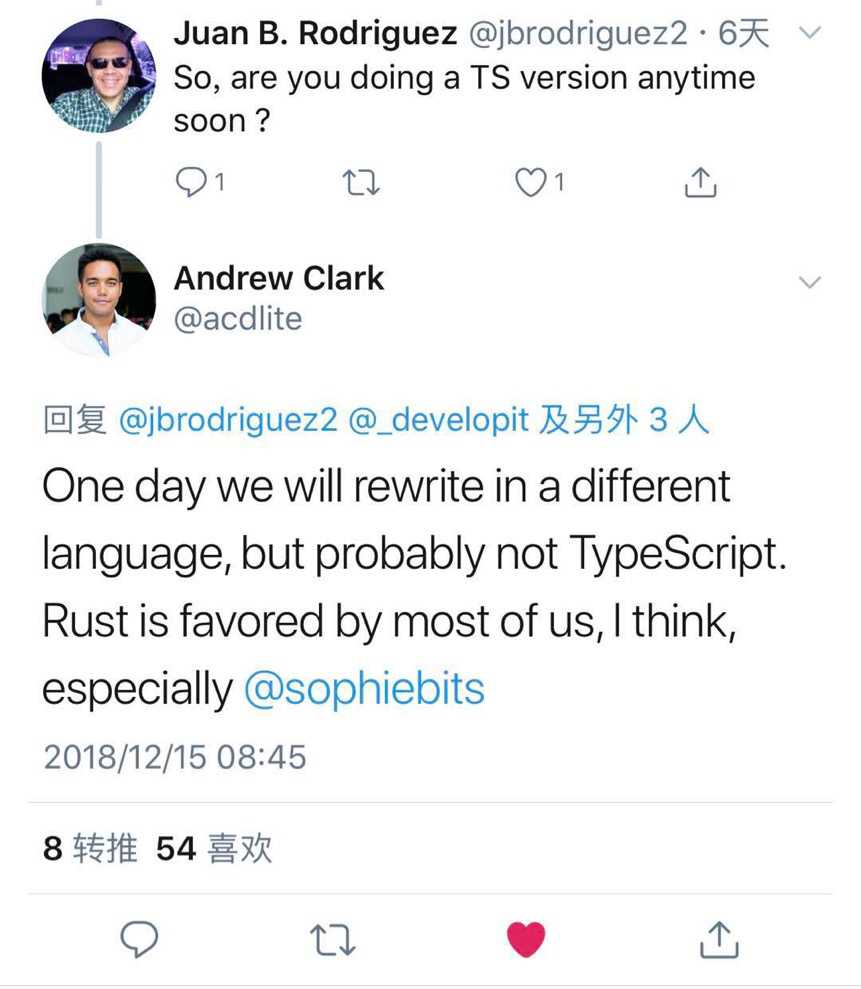 Juan B. Rodriguez @jbrodriguez2 · 6天
So, are you doing a TS version anytime
soon ?
1 1
Andrew Clark
@acdlite
回复 @jbrodriguez2 @_developit 及另外 3 人
One day we will rewrite in a different
language, but probably not TypeScript.
Rust is favored by most of us, I think,
especially @sophiebits
2018/12/15 08:45
8 转推 54 喜欢